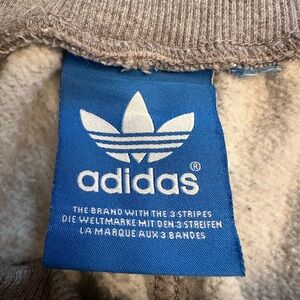 adidas®
THE BRAND WITH THE 3 STRIPES
DIE WELTMARKE MIT DEN 3 STREIFEN
LA MARQUE AUX 3 BANDES